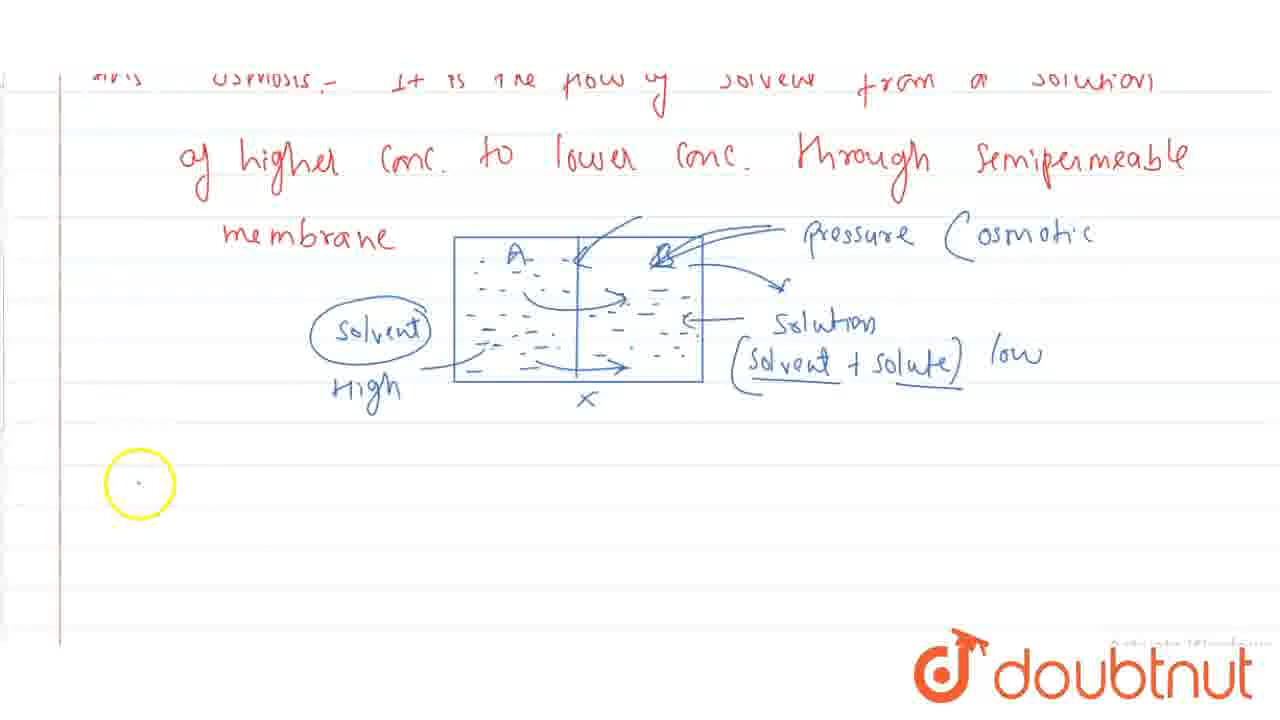 Ans Osmosis :- It is the flow of solvent from a solution
of higher conc. to lower conc. through semipermeable
membrane
A B pressure (osmotic
solvent solution
High (solvent + solute) low
X
doubtnut